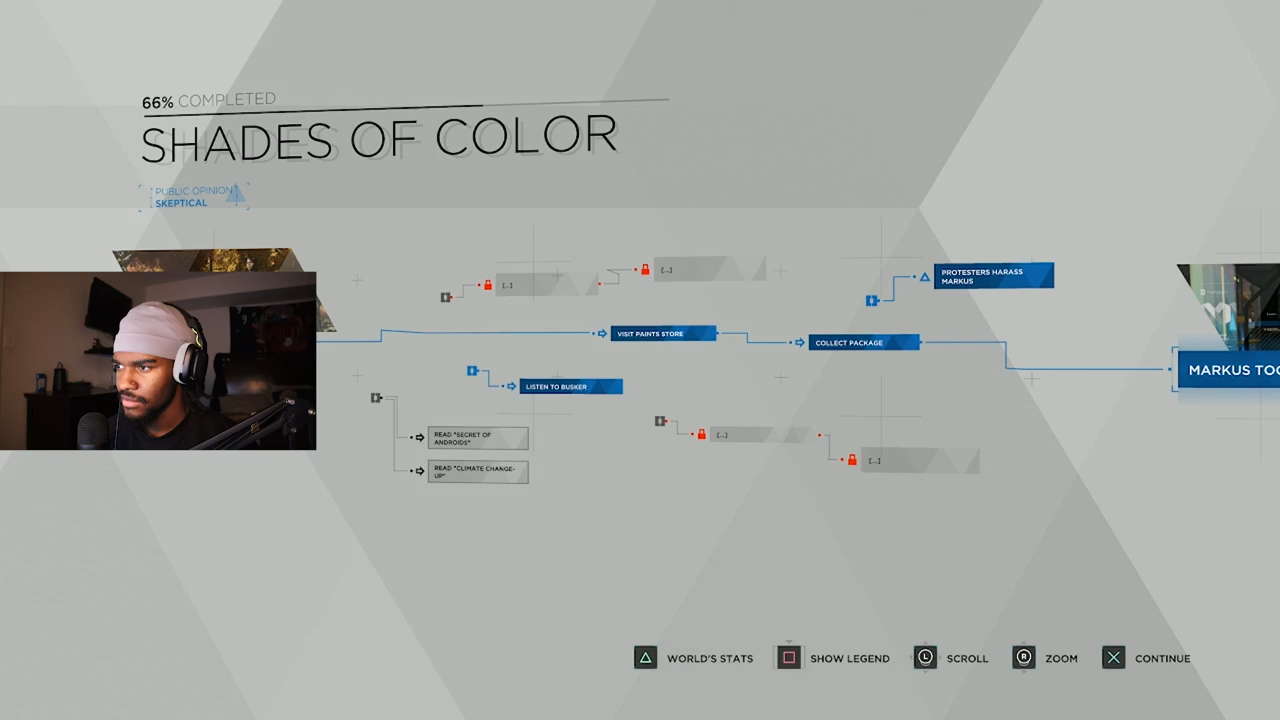 66% COMPLETED
SHADES OF COLOR
PUBLIC OPINION
SKEPTICAL
[...]
[...]
PROTESTERS HARASS
MARKUS
VISIT PAINTS STORE
COLLECT PACKAGE
MARKUS TOO
LISTEN TO BUSKER
READ "SECRET OF
ANDROIDS"
READ "CLIMATE CHANGE-
UP"
[...]
[...]
WORLD'S STATS
SHOW LEGEND
L
SCROLL
R
ZOOM
CONTINUE